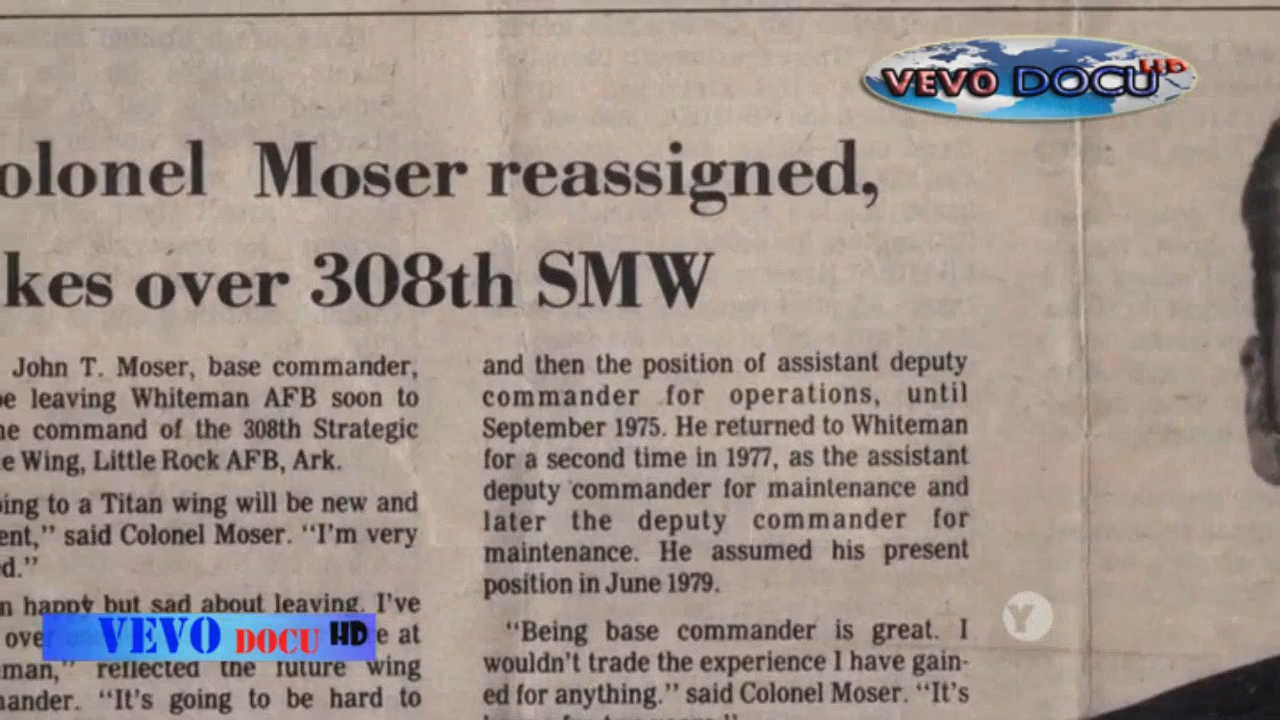 VEVO DOCU HD
olonel Moser reassigned,
kes over 308th SMW
John T. Moser, base commander,
e leaving Whiteman AFB soon to
ne command of the 308th Strategic
e Wing, Little Rock AFB, Ark.
ing to a Titan wing will be new and
ent," said Colonel Moser. "I'm very
d."
n happy but sad about leaving. I've
over
e at
man," reflected the future wing
ander. "It's going to be hard to
and then the position of assistant deputy
commander for operations, until
September 1975. He returned to Whiteman
for a second time in 1977, as the assistant
deputy commander for maintenance and
later the deputy commander for
maintenance. He assumed his present
position in June 1979.
"Being base commander is great. I
wouldn't trade the experience I have gain-
ed for anything." said Colonel Moser. "It's
Y
VEVO DOCU HD